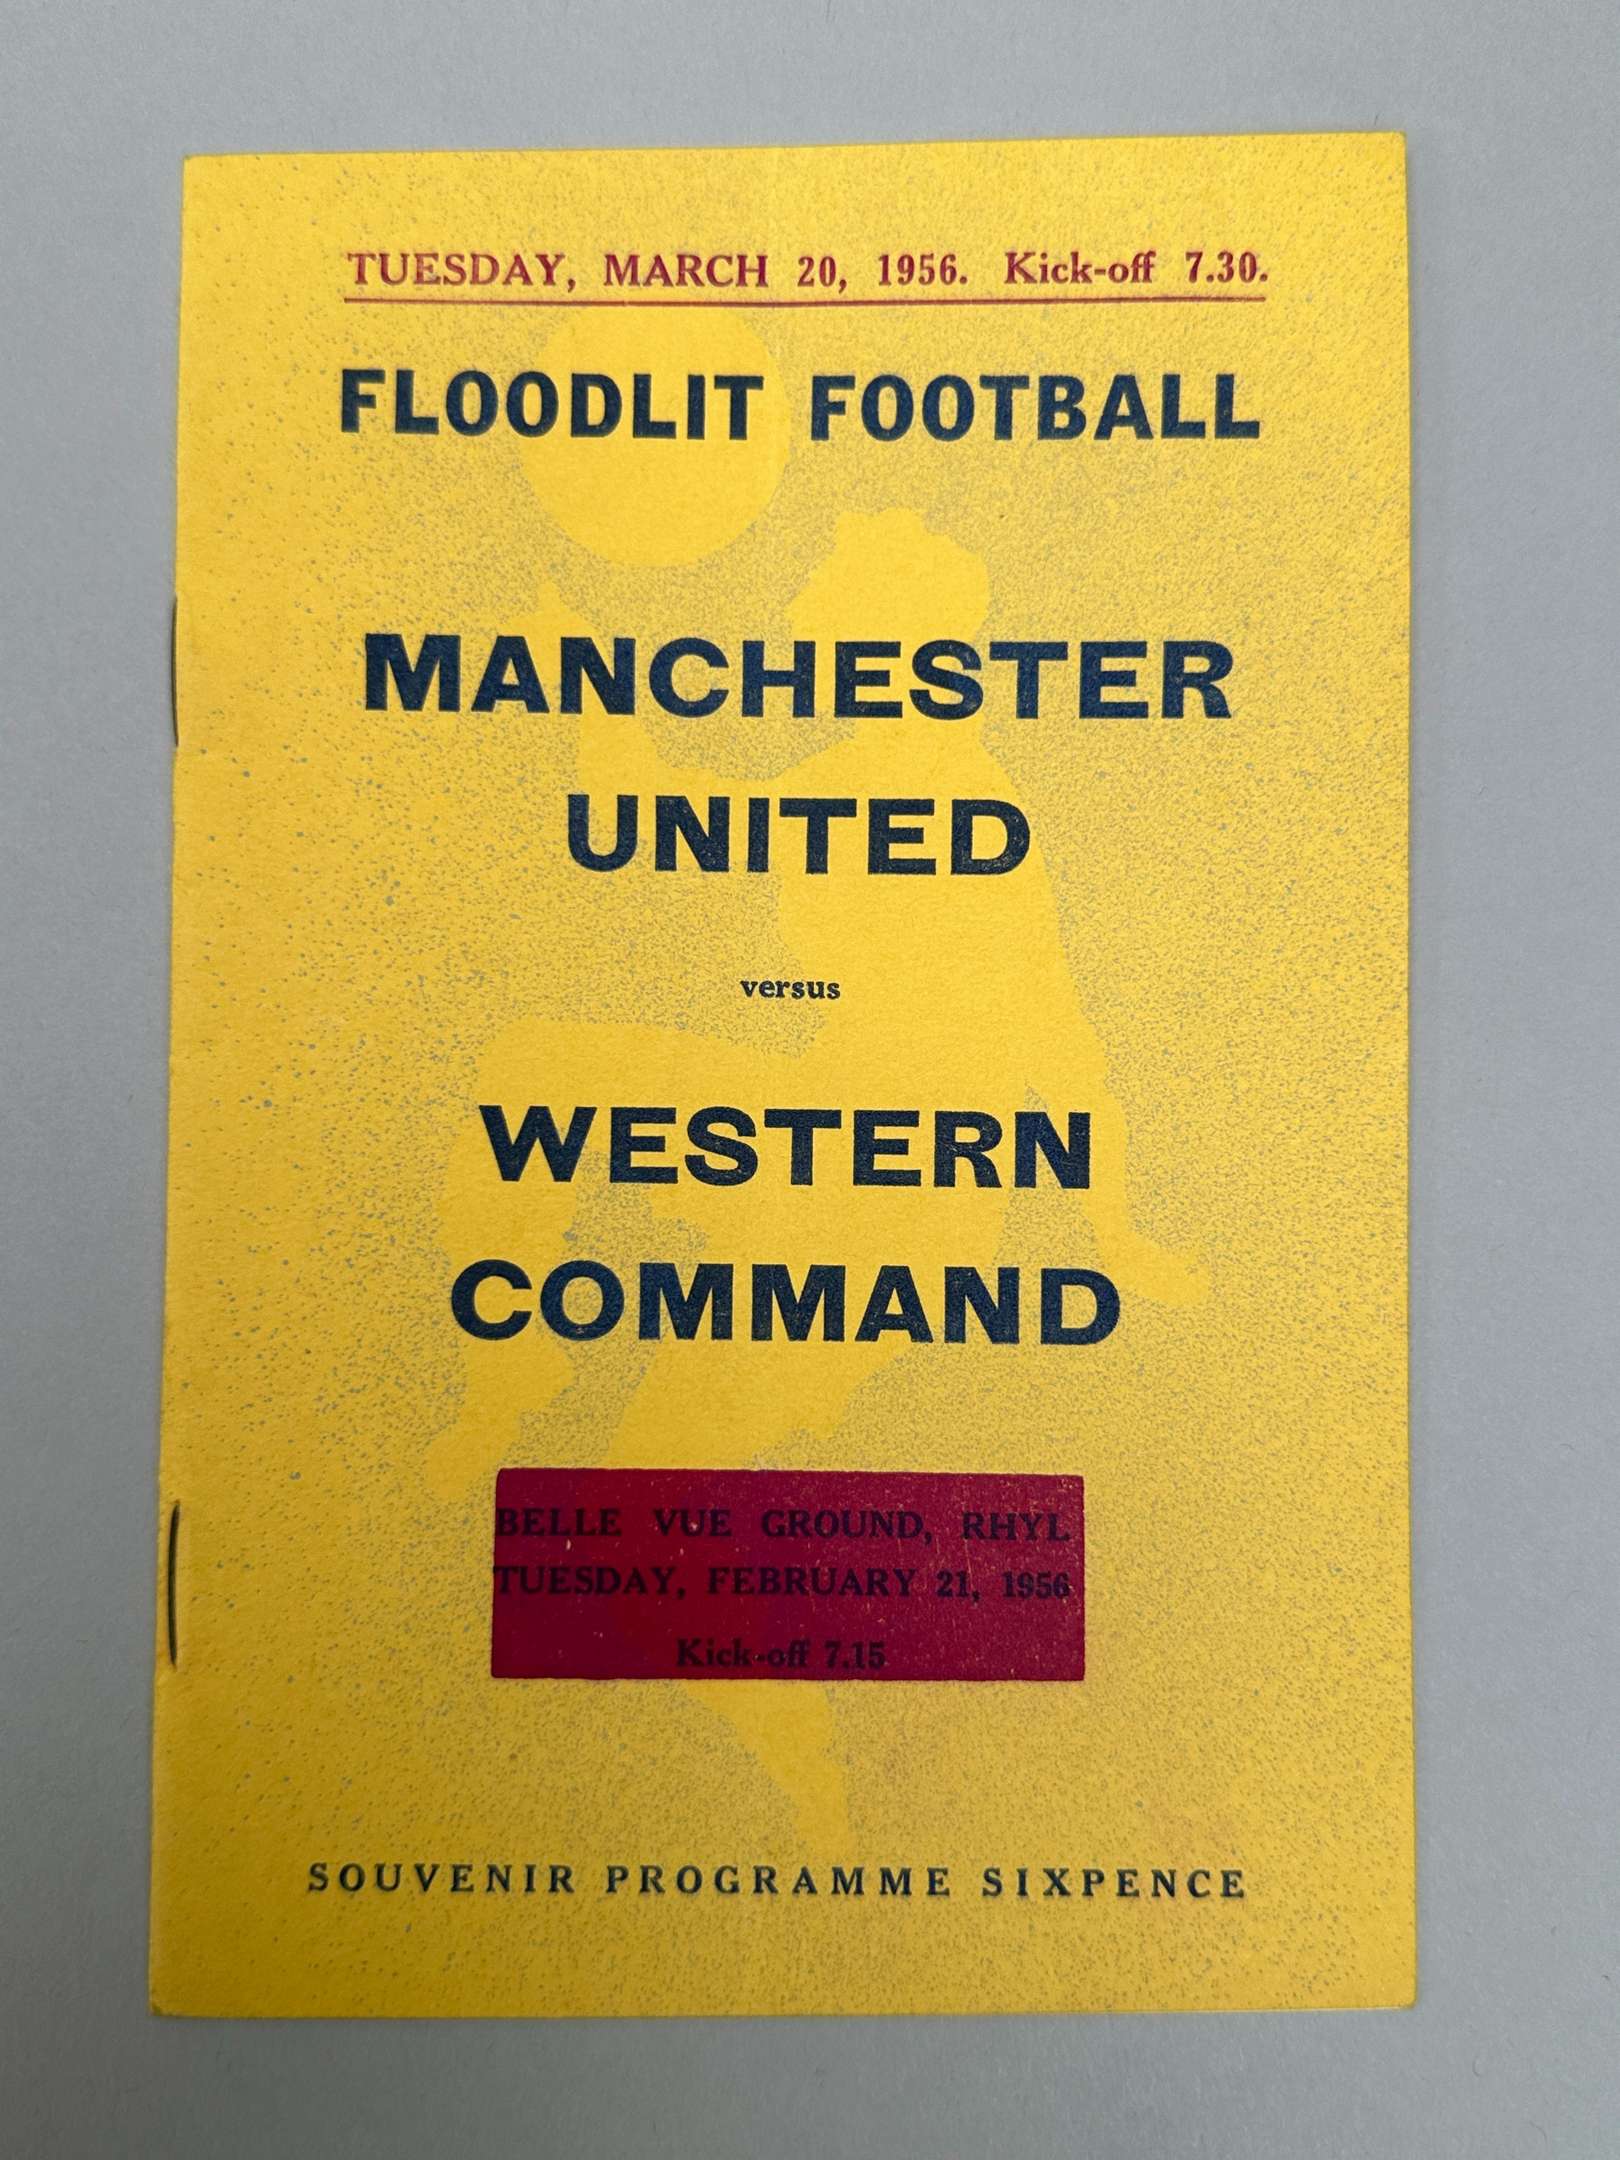 TUESDAY, MARCH 20, 1956. Kick-off 7.30.
FLOODLIT FOOTBALL
MANCHESTER
UNITED
versus
WESTERN
COMMAND
BELLE VUE GROUND, RHYL
TUESDAY, FEBRUARY 21, 1956
Kick-off 7.15
SOUVENIR PROGRAMME SIXPENCE